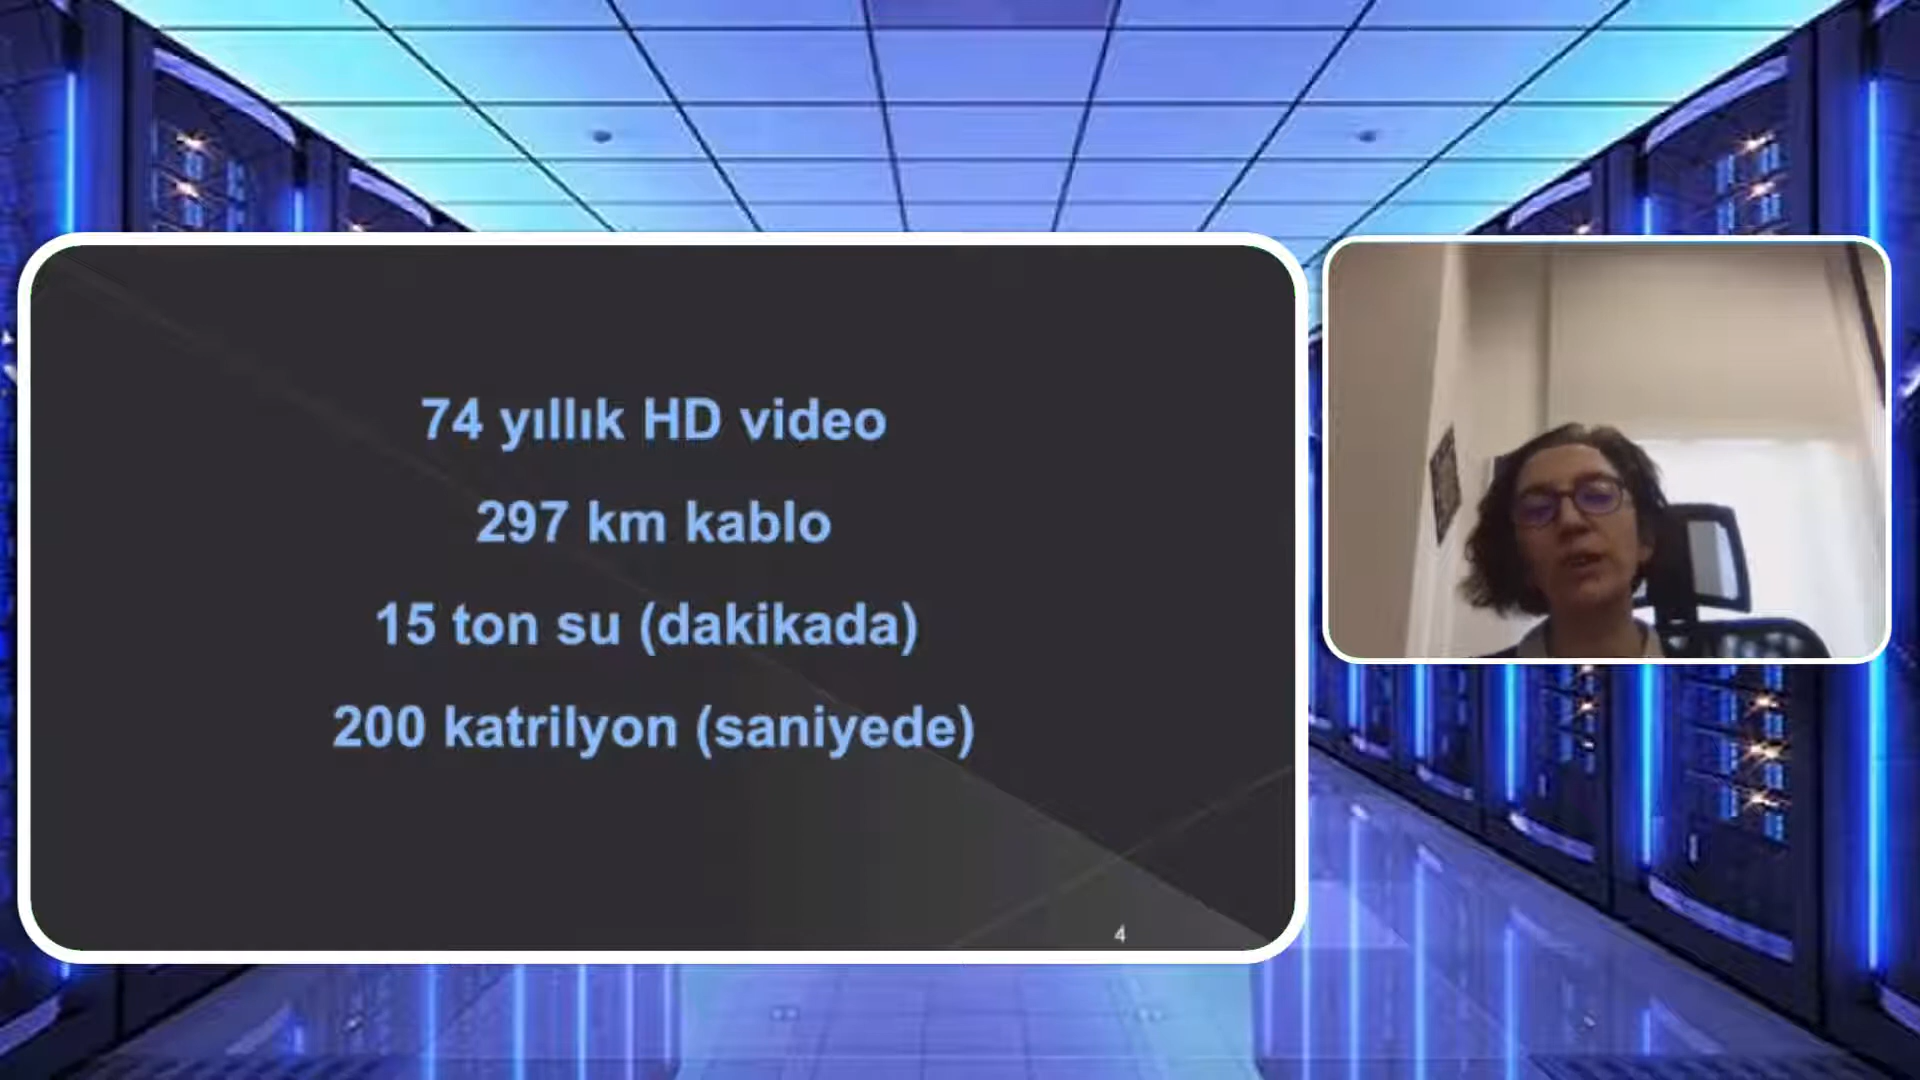 74 yıllık HD video
297 km kablo
15 ton su (dakikada)
200 katrilyon (saniyede)
4